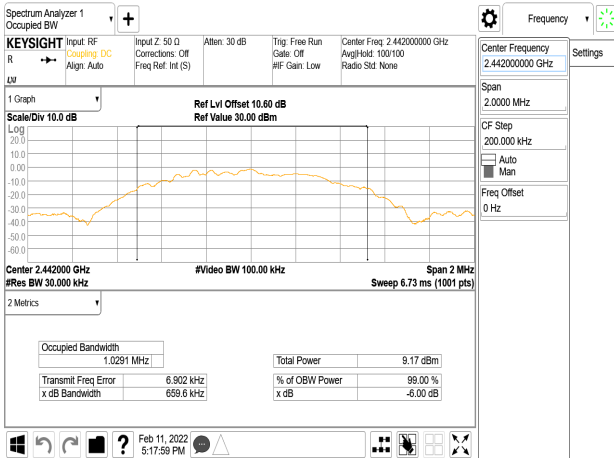 Spectrum Analyzer 1
Occupied BW
Frequency
KEYSIGHT
R
Input: RF
Coupling: DC
Align: Auto
Input Z: 50 Ω
Corrections: Off
Freq Ref: Int (S)
Atten: 30 dB
Trig: Free Run
Gate: Off
#IF Gain: Low
Center Freq: 2.442000000 GHz
Avg|Hold: 100/100
Radio Std: None
Center Frequency
2.442000000 GHz
Settings
Span
2.0000 MHz
CF Step
200.000 kHz
Auto
Man
Freq Offset
0 Hz
1 Graph
Scale/Div 10.0 dB
Ref Lvl Offset 10.60 dB
Ref Value 30.00 dBm
Log
20.0
10.0
0.00
-10.0
-20.0
-30.0
-40.0
-50.0
-60.0
Center 2.442000 GHz
#Video BW 100.00 kHz
Span 2 MHz
#Res BW 30.000 kHz
Sweep 6.73 ms (1001 pts)
2 Metrics
Occupied Bandwidth
1.0291 MHz
Total Power 9.17 dBm
Transmit Freq Error 6.902 kHz
% of OBW Power 99.00 %
x dB Bandwidth 659.6 kHz
x dB -6.00 dB
Feb 11, 2022
5:17:59 PM